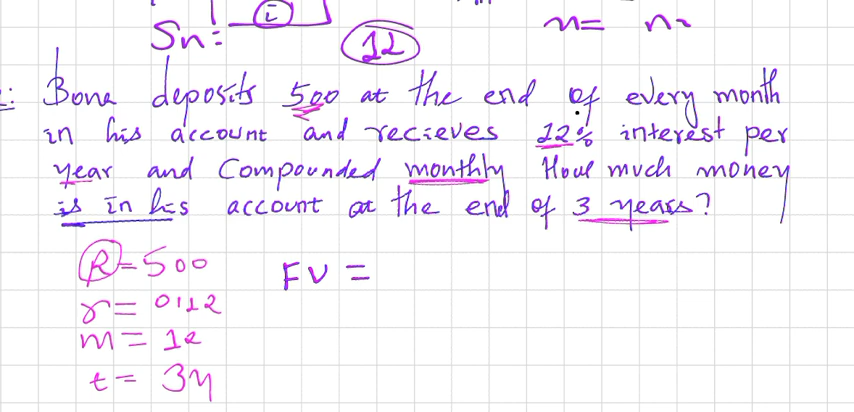 Sn = i
12
n=
: Bona deposits 500 at the end of every month
in his account and recieves 12% interest per
year and Compounded monthly How much money
is in his account at the end of 3 years?
R = 500 FV =
r = 0.12
m = 12
t = 3y